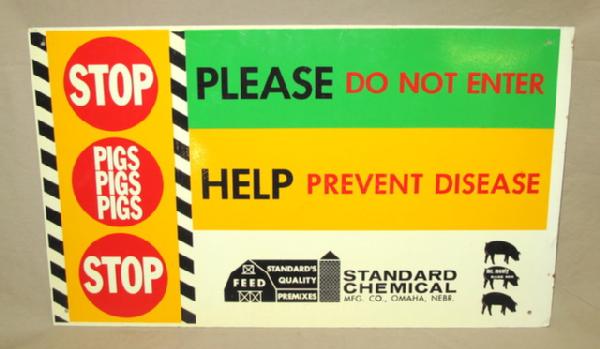 STOP
PIGS
PIGS
PIGS
STOP
PLEASE DO NOT ENTER
HELP PREVENT DISEASE
FEED
STANDARD'S
QUALITY
PREMIXES
STANDARD
CHEMICAL
MFG. CO., OMAHA, NEBR.